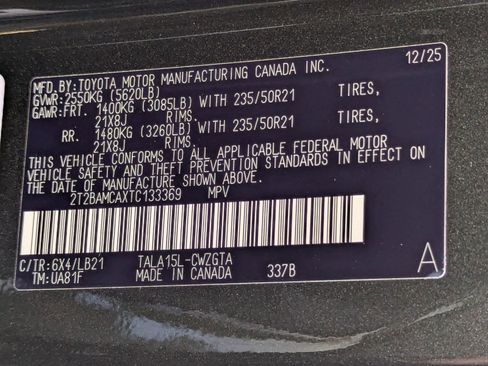 12/25
MFD.BY:TOYOTA MOTOR MANUFACTURING CANADA INC.
GVWR:2550KG (5620LB)
GAWR:FRT. 1400KG (3085LB) WITH 235/50R21 TIRES,
21X8J RIMS.
RR. 1480KG (3260LB) WITH 235/50R21 TIRES,
21X8J RIMS.
THIS VEHICLE CONFORMS TO ALL APPLICABLE FEDERAL MOTOR
VEHICLE SAFETY AND THEFT PREVENTION STANDARDS IN EFFECT ON
THE DATE OF MANUFACTURE SHOWN ABOVE.
2T2BAMCAXTC133369 MPV
C/TR:6X4/LB21 TALA15L-CWZGTA
TM:UA81F MADE IN CANADA 337B A